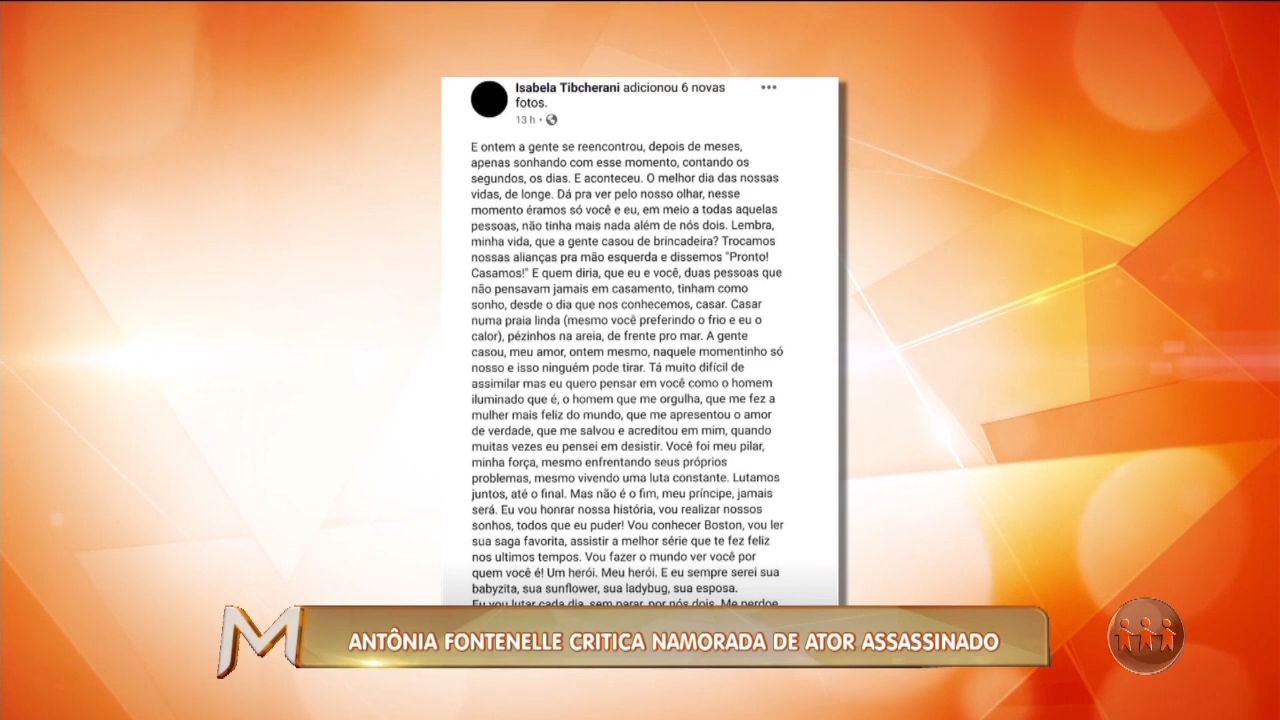 Isabela Tibcherani adicionou 6 novas
fotos.
13 h
E ontem a gente se reencontrou, depois de meses,
apenas sonhando com esse momento, contando os
segundos, os dias. E aconteceu. O melhor dia das nossas
vidas, de longe. Dá pra ver pelo nosso olhar, nesse
momento éramos só você e eu, em meio a todas aquelas
pessoas, não tinha mais nada além de nós dois. Lembra,
minha vida, que a gente casou de brincadeira? Trocamos
nossas alianças pra mão esquerda e dissemos "Pronto!
Casamos!" E quem diria, que eu e você, duas pessoas que
não pensavam jamais em casamento, tinham como
sonho, desde o dia que nos conhecemos, casar. Casar
numa praia linda (mesmo você preferindo o frio e eu o
calor), pézinhos na areia, de frente pro mar. A gente
casou, meu amor, ontem mesmo, naquele momentinho só
nosso e isso ninguém pode tirar. Tá muito difícil de
assimilar mas eu quero pensar em você como o homem
iluminado que é, o homem que me orgulha, que me fez a
mulher mais feliz do mundo, que me apresentou o amor
de verdade, que me salvou e acreditou em mim, quando
muitas vezes eu pensei em desistir. Você foi meu pilar,
minha força, mesmo enfrentando seus próprios
problemas, mesmo vivendo uma luta constante. Lutamos
juntos, até o final. Mas não é o fim, meu príncipe, jamais
será. Eu vou honrar nossa história, vou realizar nossos
sonhos, todos que eu puder! Vou conhecer Boston, vou ler
sua saga favorita, assistir a melhor série que te fez feliz
nos ultimos tempos. Vou fazer o mundo ver você por
quem você é! Um herói. Meu herói. E eu sempre serei sua
babyzita, sua sunflower, sua ladybug, sua esposa.
Eu vou lutar cada dia, sem parar, por nós dois. Me perdoe
M ANTÔNIA FONTENELLE CRITICA NAMORADA DE ATOR ASSASSINADO